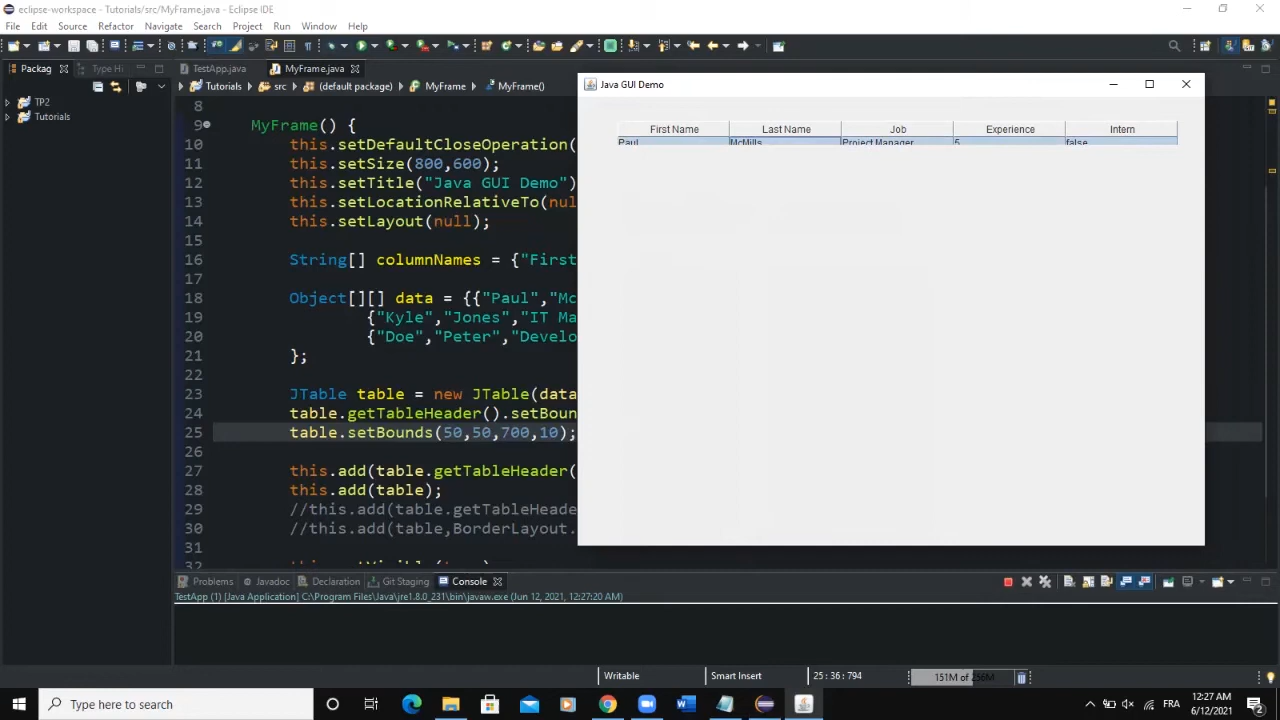 eclipse-workspace - Tutorials/src/MyFrame.java - Eclipse IDE
File Edit Source Refactor Navigate Search Project Run Window Help
Packag Type Hi TestApp.java MyFrame.java
Tutorials src (default package) MyFrame MyFrame()
TP2
Tutorials
8
9 MyFrame() {
10 this.setDefaultCloseOperation(
11 this.setSize(800,600);
12 this.setTitle("Java GUI Demo")
13 this.setLocationRelativeTo(nul
14 this.setLayout(null);
15
16 String[] columnNames = {"First
17
18 Object[][] data = {{"Paul","Mc
19 {"Kyle","Jones","IT Ma
20 {"Doe","Peter","Develo
21 };
22
23 JTable table = new JTable(data
24 table.getTableHeader().setBoun
25 table.setBounds(50,50,700,10);
26
27 this.add(table.getTableHeader(
28 this.add(table);
29 //this.add(table.getTableHeade
30 //this.add(table,BorderLayout.
31
32
Java GUI Demo
First Name Last Name Job Experience Intern
Paul McMills Project Manager 5 false
Problems Javadoc Declaration Git Staging Console
TestApp (1) [Java Application] C:\Program Files\Java\jre1.8.0_231\bin\javaw.exe (Jun 12, 2021, 12:27:20 AM)
Writable Smart Insert 25 : 36 : 794 151M of 256M
Type here to search
FRA
12:27 AM
6/12/2021
2